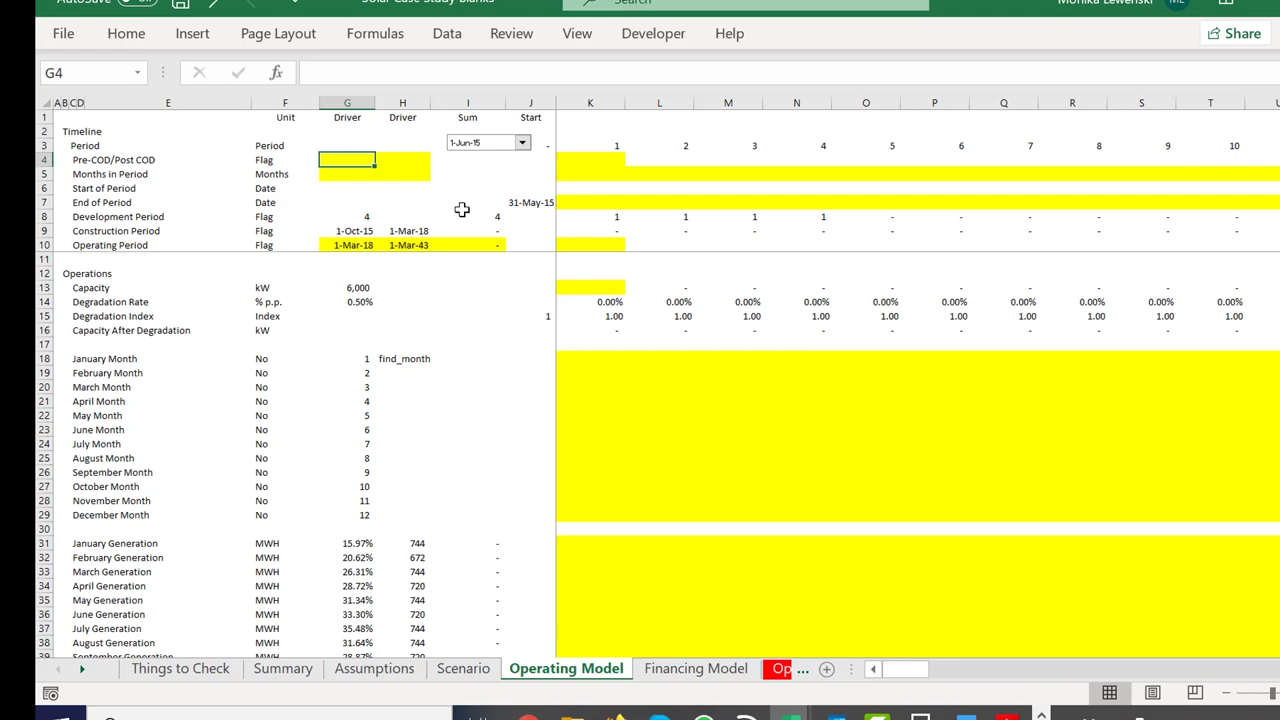 AutoSave Off Solar Case Study Blanks Search Monika Lewenski ML
File Home Insert Page Layout Formulas Data Review View Developer Help Share
G4 fx
A B C D E F G H I J K L M N O P Q R S T
1 Unit Driver Driver Sum Start
2 Timeline
3 Period Period 1-Jun-15 - 1 2 3 4 5 6 7 8 9 10
4 Pre-COD/Post COD Flag
5 Months in Period Months
6 Start of Period Date
7 End of Period Date 31-May-15
8 Development Period Flag 4 4 1 1 1 1 - - - - - -
9 Construction Period Flag 1-Oct-15 1-Mar-18 - - - - - - - - - - -
10 Operating Period Flag 1-Mar-18 1-Mar-43 -
11
12 Operations
13 Capacity kW 6,000 - - - - - - - - -
14 Degradation Rate % p.p. 0.50% 0.00% 0.00% 0.00% 0.00% 0.00% 0.00% 0.00% 0.00% 0.00% 0.00%
15 Degradation Index Index 1 1.00 1.00 1.00 1.00 1.00 1.00 1.00 1.00 1.00 1.00
16 Capacity After Degradation kW - - - - - - - - - -
17
18 January Month No 1 find_month
19 February Month No 2
20 March Month No 3
21 April Month No 4
22 May Month No 5
23 June Month No 6
24 July Month No 7
25 August Month No 8
26 September Month No 9
27 October Month No 10
28 November Month No 11
29 December Month No 12
30
31 January Generation MWH 15.97% 744 -
32 February Generation MWH 20.62% 672 -
33 March Generation MWH 26.31% 744 -
34 April Generation MWH 28.72% 720 -
35 May Generation MWH 31.34% 744 -
36 June Generation MWH 33.30% 720 -
37 July Generation MWH 35.48% 744 -
38 August Generation MWH 31.64% 744 -
39 September Generation MWH 28.87% 720 -
Things to Check Summary Assumptions Scenario Operating Model Financing Model Op ...